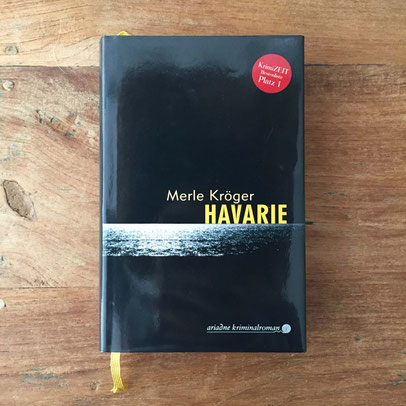 KrimiZEIT
Bestenliste
Platz 1
Merle Kröger
HAVARIE
ariadne kriminalroman